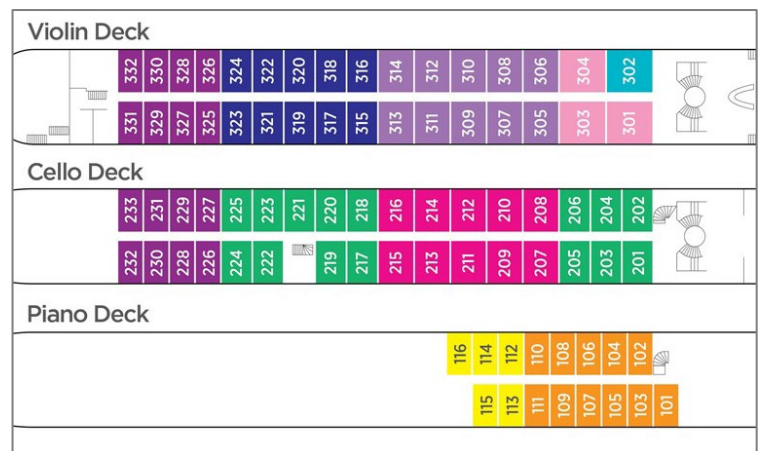 Violin Deck
332 330 328 326 324 322 320 318 316 314 312 310 308 306 304 302
331 329 327 325 323 321 319 317 315 313 311 309 307 305 303 301
Cello Deck
233 231 229 227 225 223 221 220 218 216 214 212 210 208 206 204 202
232 230 228 226 224 222 219 217 215 213 211 209 207 205 203 201
Piano Deck
116 114 112 110 108 106 104 102
115 113 111 109 107 105 103 101